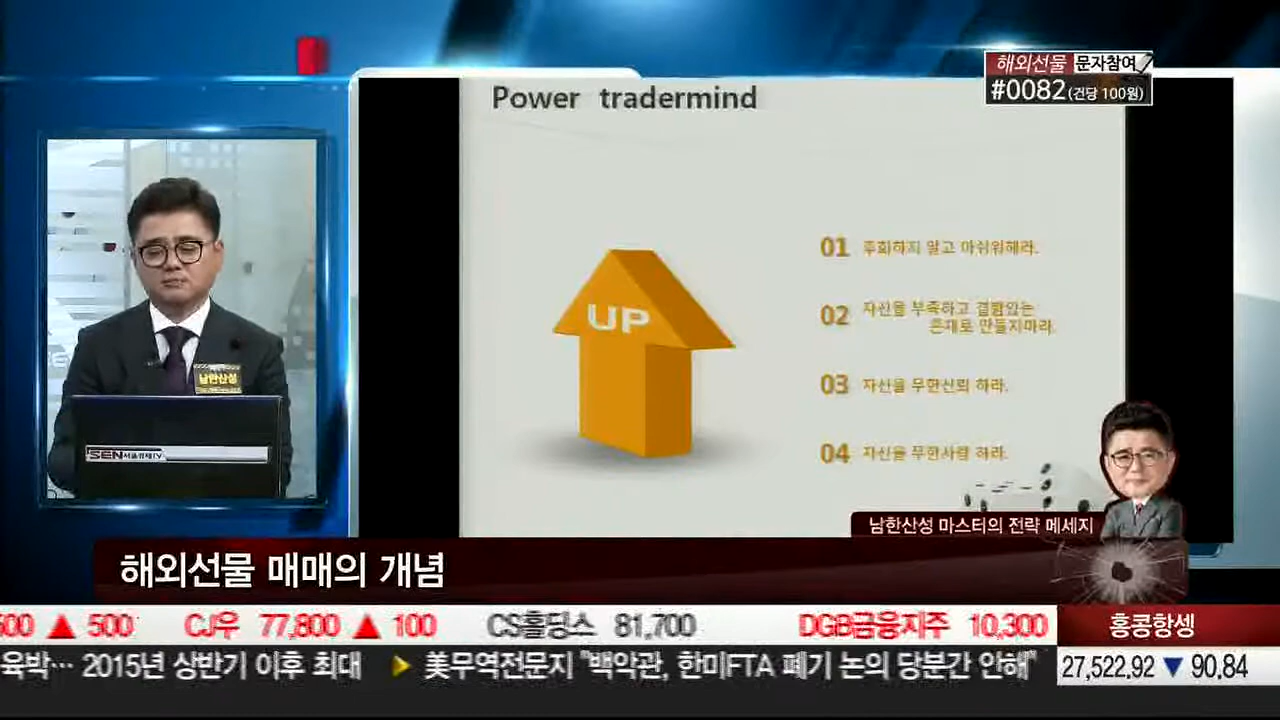 해외선물 문자참여
#0082(건당 100원)
Power tradermind
UP
01 후회하지 말고 아쉬워해라.
02 자신을 부족하고 결함있는
존재로 만들지마라.
03 자신을 무한신뢰 하라.
04 자신을 무한사랑 하라.
남한산성
SEN 서울경제TV
남한산성 마스터의 전략 메세지
해외선물 매매의 개념
500 ▲ 500 CJ우 77,800 ▲ 100 CS홀딩스 81,700 DGB금융지주 10,300 홍콩항셍
육박… 2015년 상반기 이후 최대 ▶ 美무역전문지 "백악관, 한미FTA 폐기 논의 당분간 안해" 27,522.92 ▼ 90.84